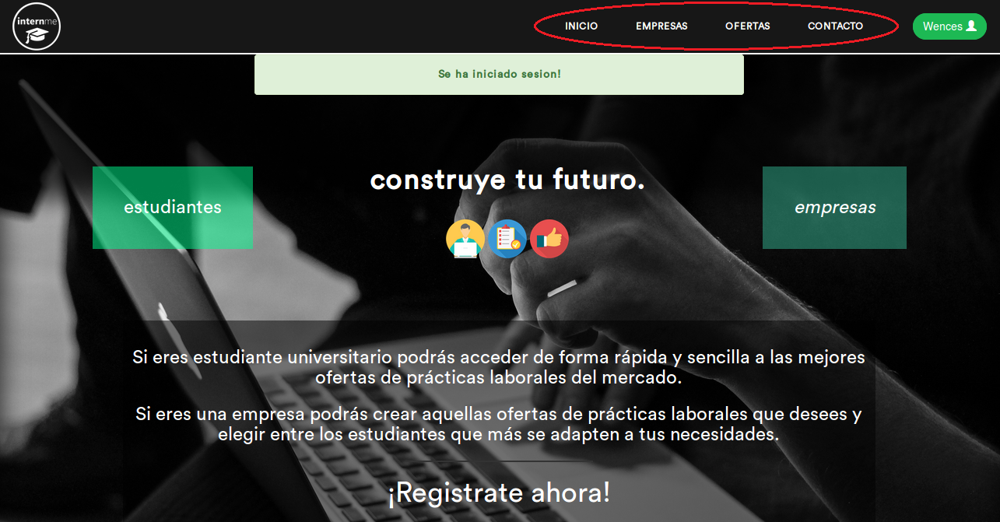 internme
INICIO EMPRESAS OFERTAS CONTACTO
Wences
Se ha iniciado sesion!
estudiantes
construye tu futuro.
empresas
Si eres estudiante universitario podrás acceder de forma rápida y sencilla a las mejores
ofertas de prácticas laborales del mercado.
Si eres una empresa podrás crear aquellas ofertas de prácticas laborales que desees y
elegir entre los estudiantes que más se adapten a tus necesidades.
¡Registrate ahora!